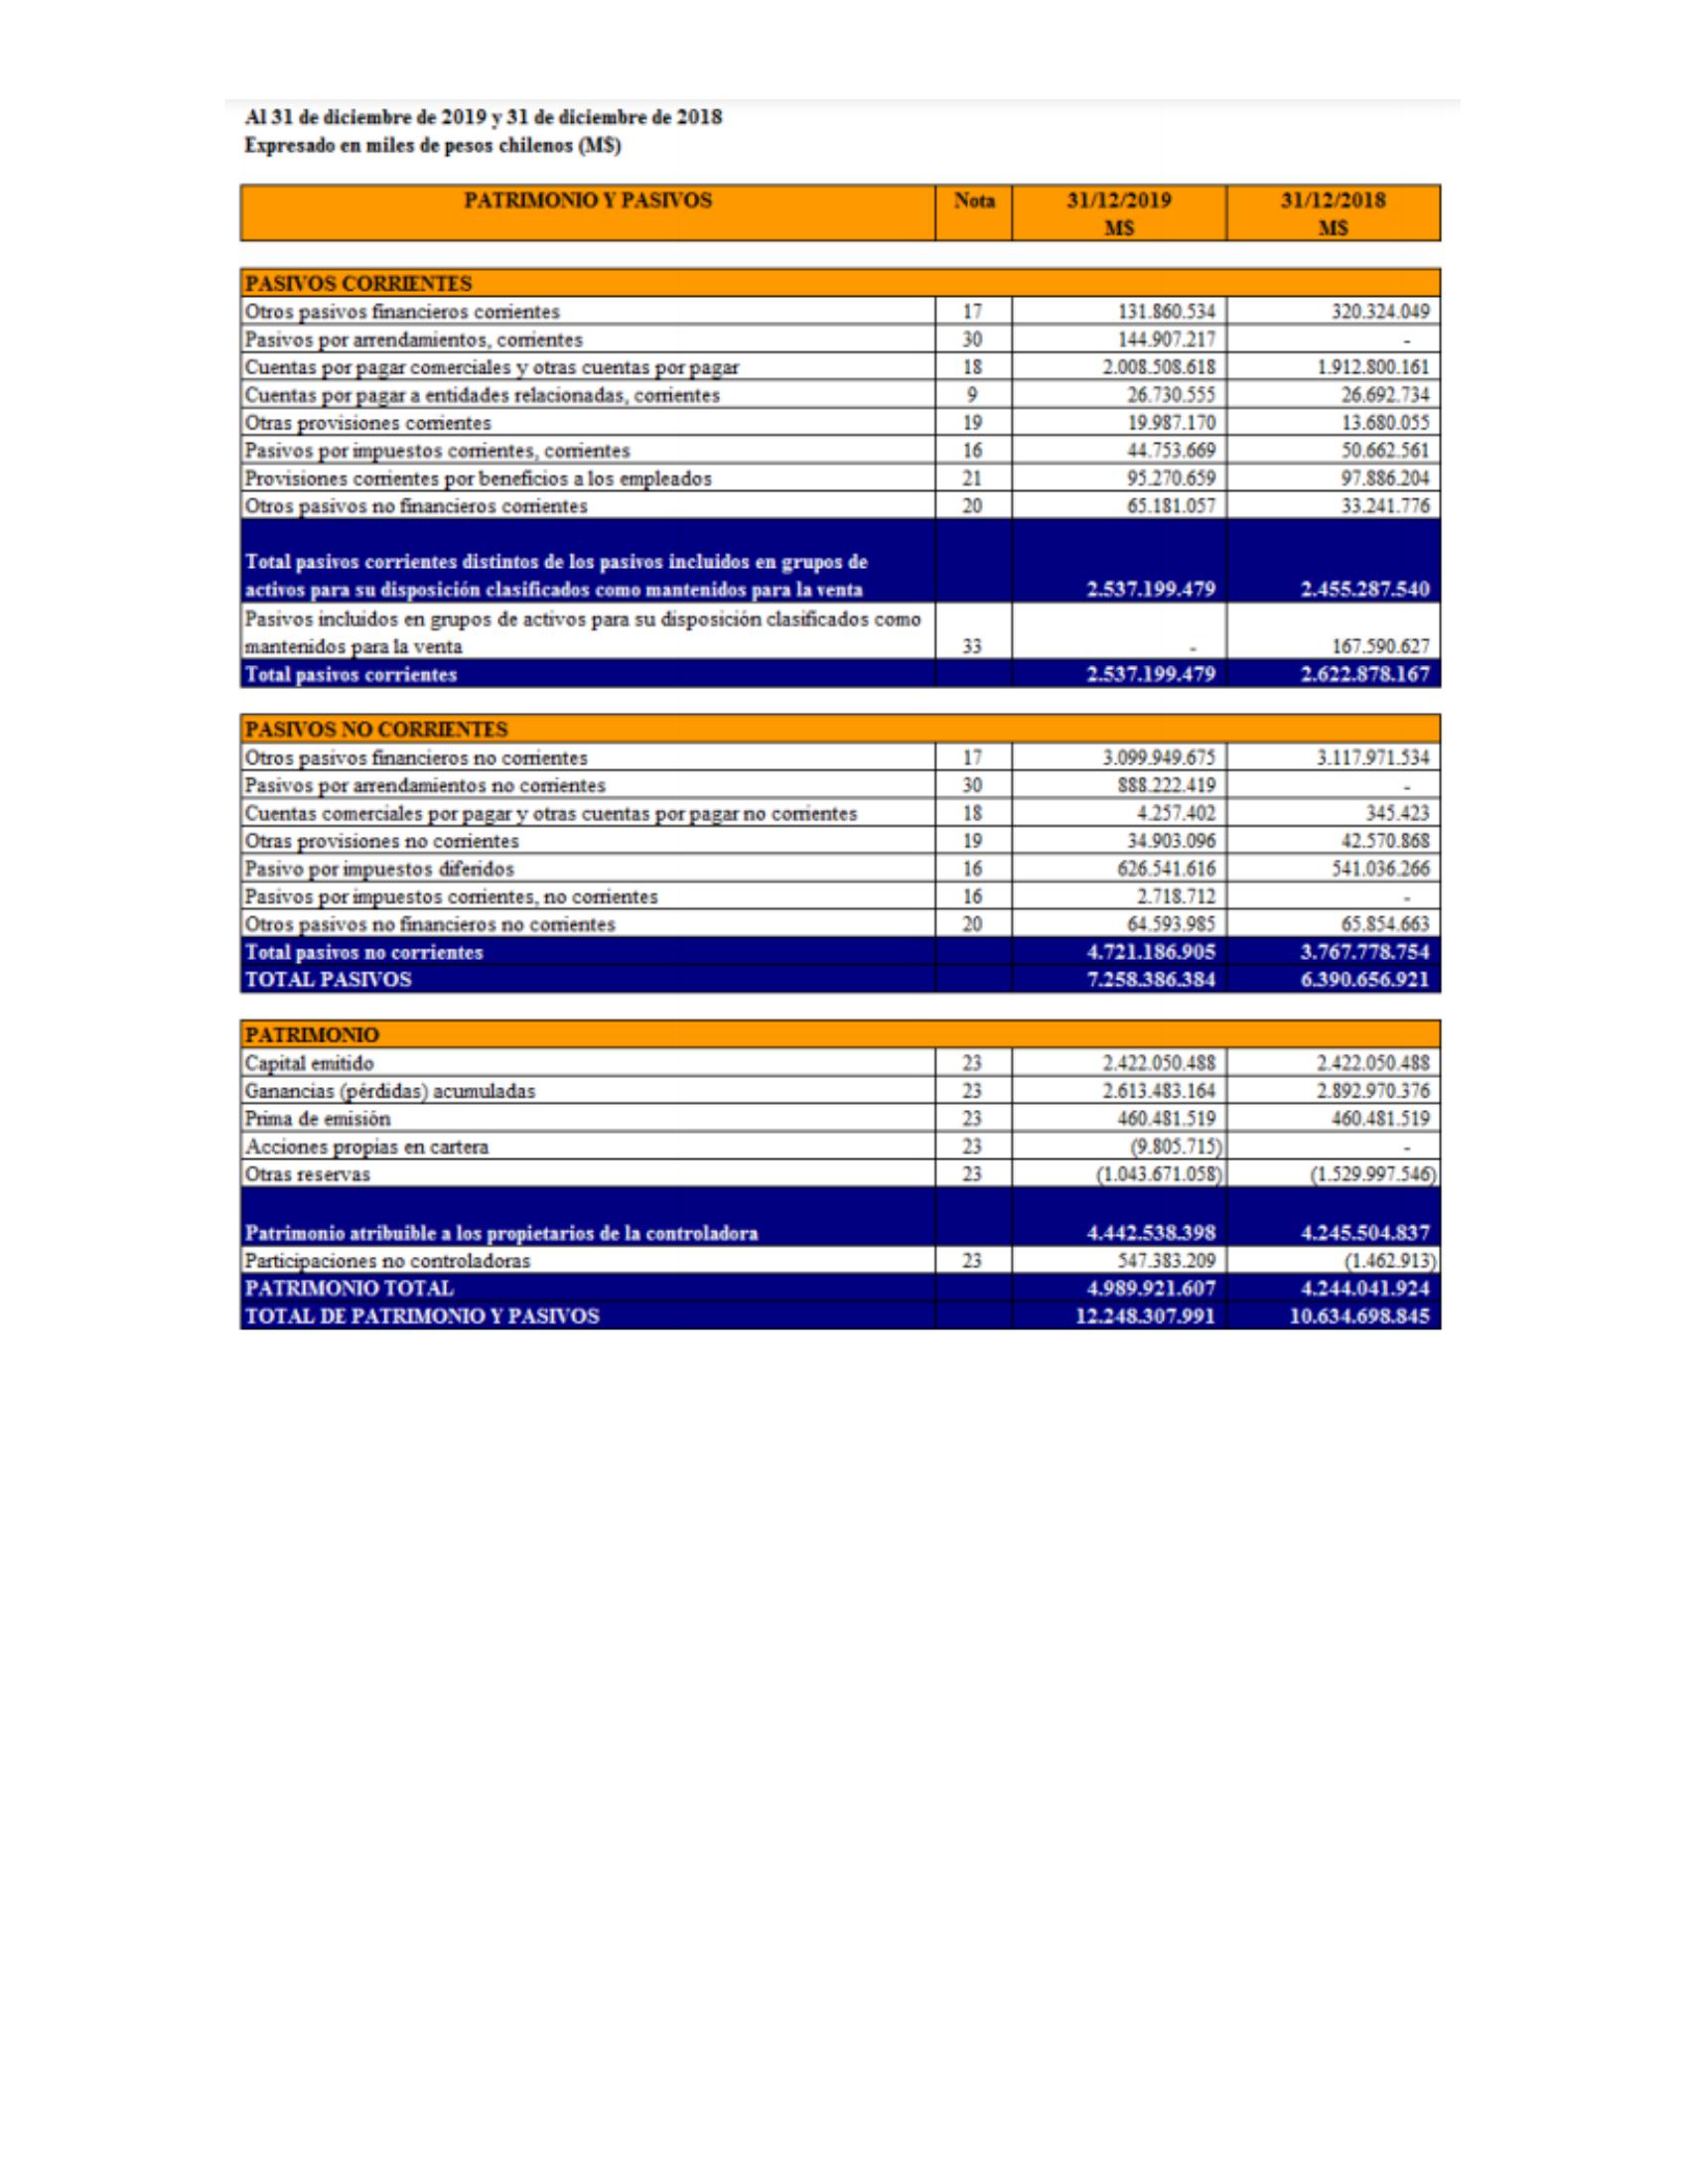 Al 31 de diciembre de 2019 y 31 de diciembre de 2018
Expresado en miles de pesos chilenos (M$)
PATRIMONIO Y PASIVOS Nota 31/12/2019 31/12/2018
M$ M$
PASIVOS CORRIENTES
Otros pasivos financieros corrientes 17 131.860.534 320.324.049
Pasivos por arrendamientos, corrientes 30 144.907.217 -
Cuentas por pagar comerciales y otras cuentas por pagar 18 2.008.508.618 1.912.800.161
Cuentas por pagar a entidades relacionadas, corrientes 9 26.730.555 26.692.734
Otras provisiones corrientes 19 19.987.170 13.680.055
Pasivos por impuestos corrientes, corrientes 16 44.753.669 50.662.561
Provisiones corrientes por beneficios a los empleados 21 95.270.659 97.886.204
Otros pasivos no financieros corrientes 20 65.181.057 33.241.776
Total pasivos corrientes distintos de los pasivos incluidos en grupos de
activos para su disposición clasificados como mantenidos para la venta 2.537.199.479 2.455.287.540
Pasivos incluidos en grupos de activos para su disposición clasificados como
mantenidos para la venta 33 - 167.590.627
Total pasivos corrientes 2.537.199.479 2.622.878.167
PASIVOS NO CORRIENTES
Otros pasivos financieros no corrientes 17 3.099.949.675 3.117.971.534
Pasivos por arrendamientos no corrientes 30 888.222.419 -
Cuentas comerciales por pagar y otras cuentas por pagar no corrientes 18 4.257.402 345.423
Otras provisiones no corrientes 19 34.903.096 42.570.868
Pasivo por impuestos diferidos 16 626.541.616 541.036.266
Pasivos por impuestos corrientes, no corrientes 16 2.718.712 -
Otros pasivos no financieros no corrientes 20 64.593.985 65.854.663
Total pasivos no corrientes 4.721.186.905 3.767.778.754
TOTAL PASIVOS 7.258.386.384 6.390.656.921
PATRIMONIO
Capital emitido 23 2.422.050.488 2.422.050.488
Ganancias (pérdidas) acumuladas 23 2.613.483.164 2.892.970.376
Prima de emisión 23 460.481.519 460.481.519
Acciones propias en cartera 23 (9.805.715) -
Otras reservas 23 (1.043.671.058) (1.529.997.546)
Patrimonio atribuible a los propietarios de la controladora 4.442.538.398 4.245.504.837
Participaciones no controladoras 23 547.383.209 (1.462.913)
PATRIMONIO TOTAL 4.989.921.607 4.244.041.924
TOTAL DE PATRIMONIO Y PASIVOS 12.248.307.991 10.634.698.845